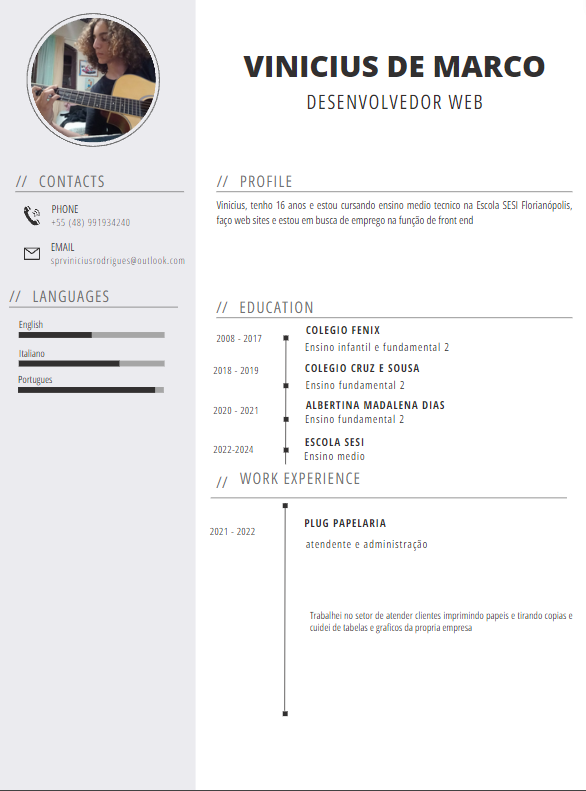 VINICIUS DE MARCO
DESENVOLVEDOR WEB
// CONTACTS
PHONE
+55 (48) 991934240
EMAIL
sprviniciusrodrigues@outlook.com
// LANGUAGES
English
Italiano
Portugues
// PROFILE
Vinicius, tenho 16 anos e estou cursando ensino medio tecnico na Escola SESI Florianópolis,
faço web sites e estou em busca de emprego na função de front end
// EDUCATION
2008 - 2017
COLEGIO FENIX
Ensino infantil e fundamental 2
2018 - 2019
COLEGIO CRUZ E SOUSA
Ensino fundamental 2
2020 - 2021
ALBERTINA MADALENA DIAS
Ensino fundamental 2
2022-2024
ESCOLA SESI
Ensino medio
// WORK EXPERIENCE
2021 - 2022
PLUG PAPELARIA
atendente e administração
Trabalhei no setor de atender clientes imprimindo papeis e tirando copias e
cuidei de tabelas e graficos da propria empresa